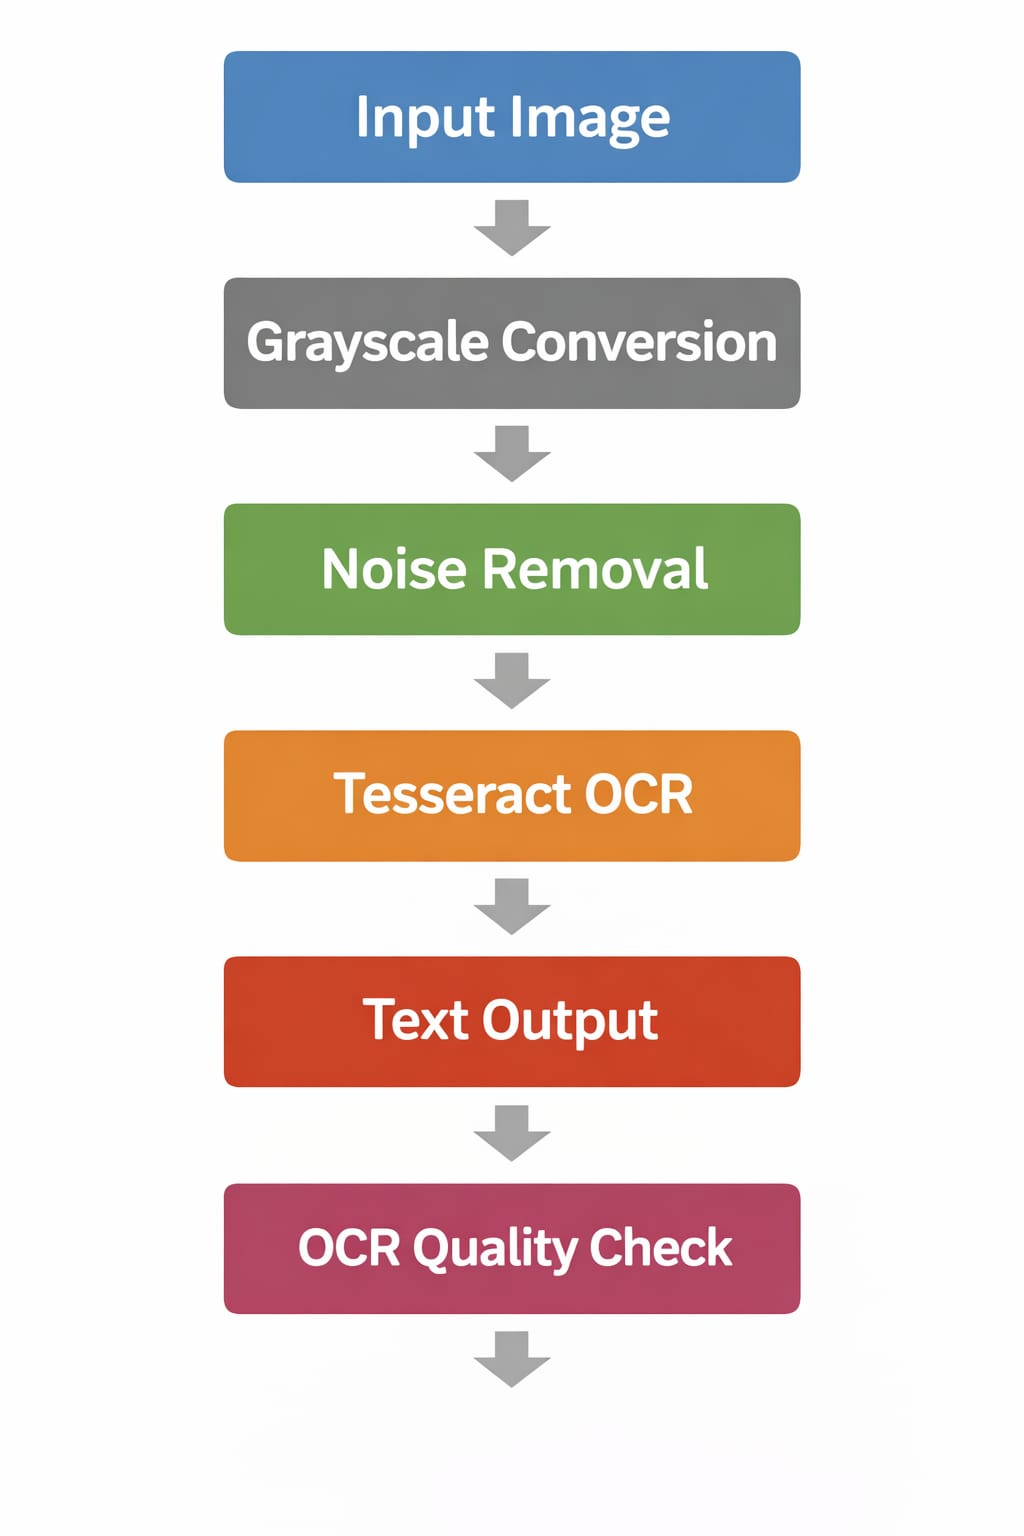 Input Image
Grayscale Conversion
Noise Removal
Tesseract OCR
Text Output
OCR Quality Check